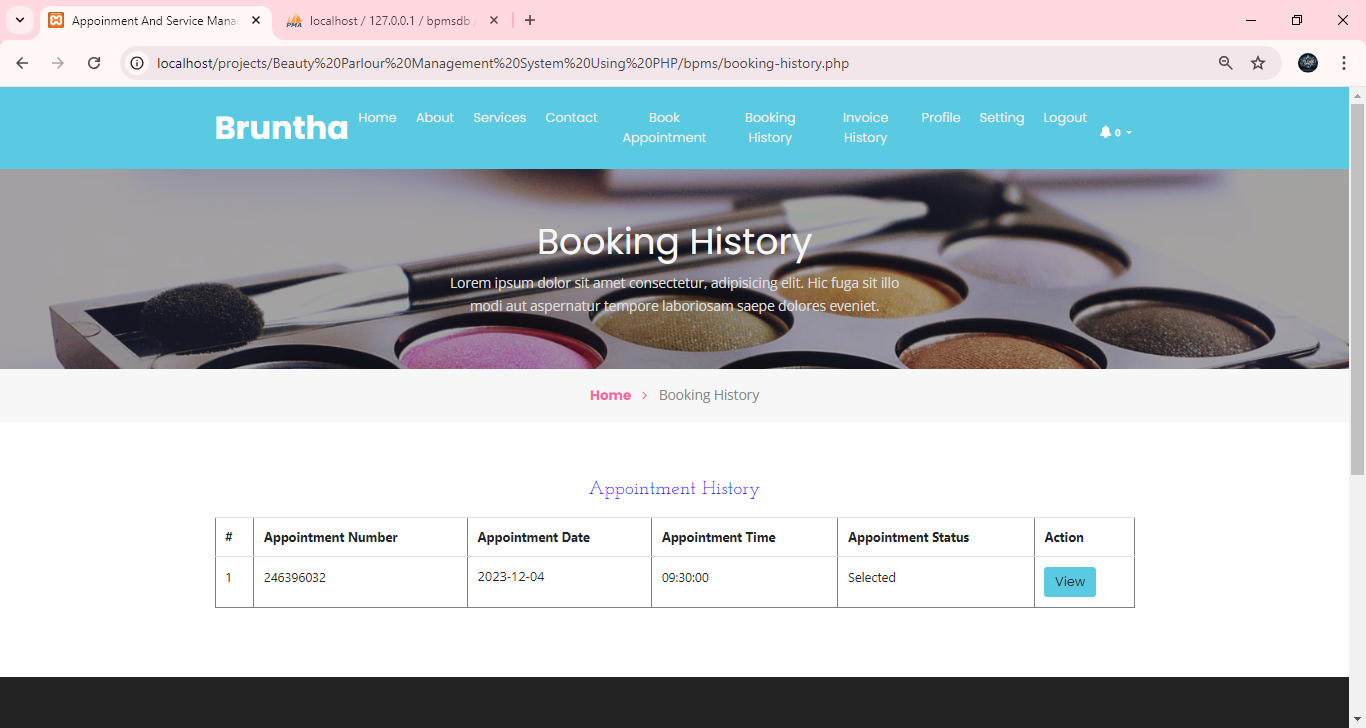 Appoinment And Service Mana
localhost / 127.0.0.1 / bpmsdb
localhost/projects/Beauty%20Parlour%20Management%20System%20Using%20PHP/bpms/booking-history.php
Bruntha
Home About Services Contact Book Appointment Booking History Invoice History Profile Setting Logout 0
Booking History
Lorem ipsum dolor sit amet consectetur, adipisicing elit. Hic fuga sit illo
modi aut aspernatur tempore laboriosam saepe dolores eveniet.
Home > Booking History
Appointment History
# Appointment Number Appointment Date Appointment Time Appointment Status Action
1 246396032 2023-12-04 09:30:00 Selected View